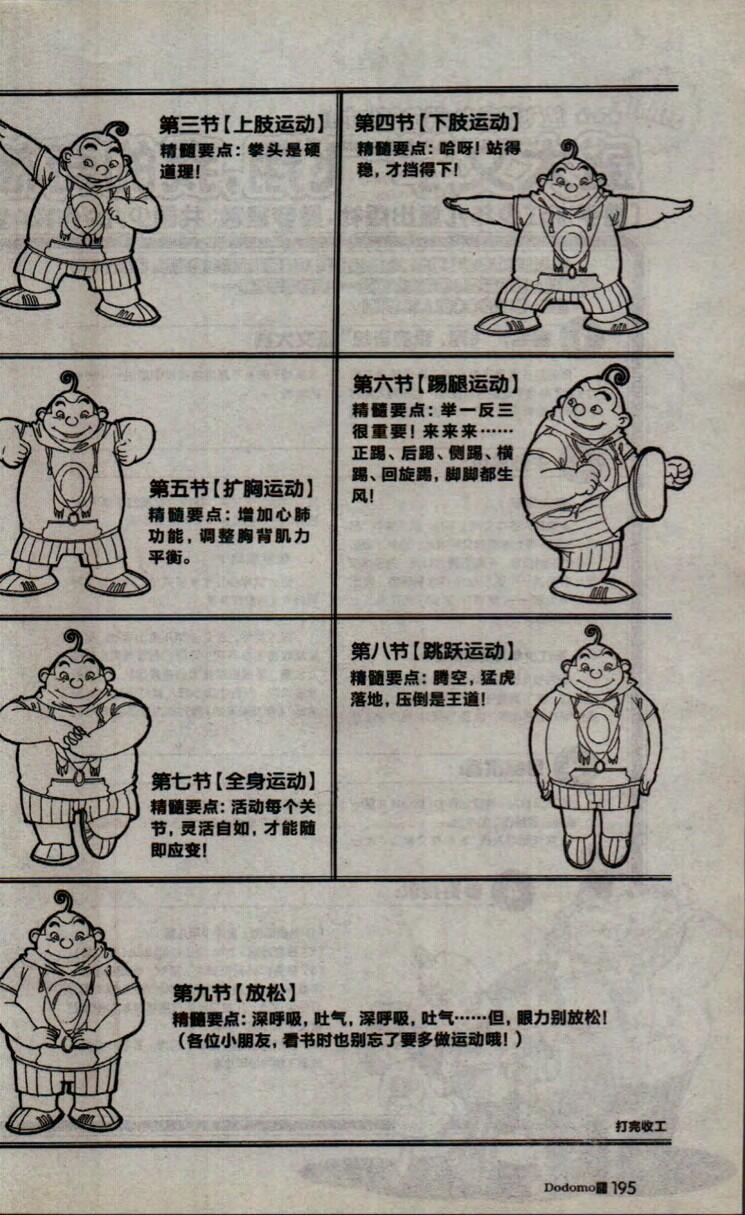 第三节【上肢运动】
精髓要点：拳头是硬
道理！
第四节【下肢运动】
精髓要点：哈呀！站得
稳，才挡得下！
第五节【扩胸运动】
精髓要点：增加心肺
功能，调整胸背肌力
平衡。
第六节【踢腿运动】
精髓要点：举一反三
很重要！来来来……
正踢、后踢、侧踢、横
踢、回旋踢，脚脚都生
风！
第七节【全身运动】
精髓要点：活动每个关
节，灵活自如，才能随
即应变！
第八节【跳跃运动】
精髓要点：腾空，猛虎
落地，压倒是王道！
第九节【放松】
精髓要点：深呼吸，吐气，深呼吸，吐气……但，眼力别放松！
（各位小朋友，看书时也别忘了要多做运动哦！）
打完收工
Dodomo 195